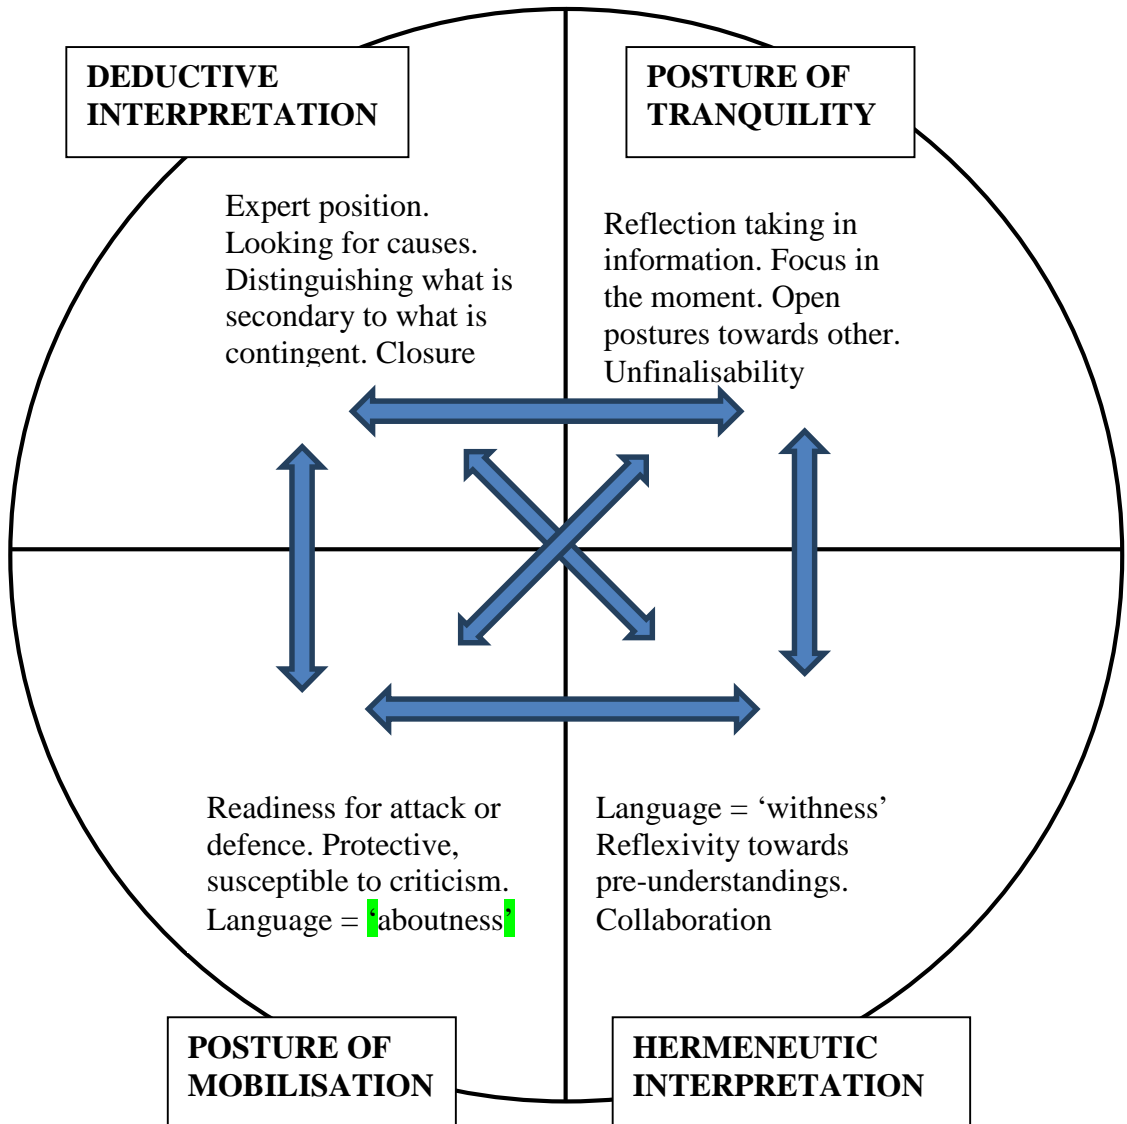 DEDUCTIVE
INTERPRETATION
Expert position.
Looking for causes.
Distinguishing what is
secondary to what is
contingent. Closure
POSTURE OF
TRANQUILITY
Reflection taking in
information. Focus in
the moment. Open
postures towards other.
Unfinalisability
Readiness for attack or
defence. Protective,
susceptible to criticism.
Language = ‘aboutness’
POSTURE OF
MOBILISATION
Language = ‘withness’
Reflexivity towards
pre-understandings.
Collaboration
HERMENEUTIC
INTERPRETATION